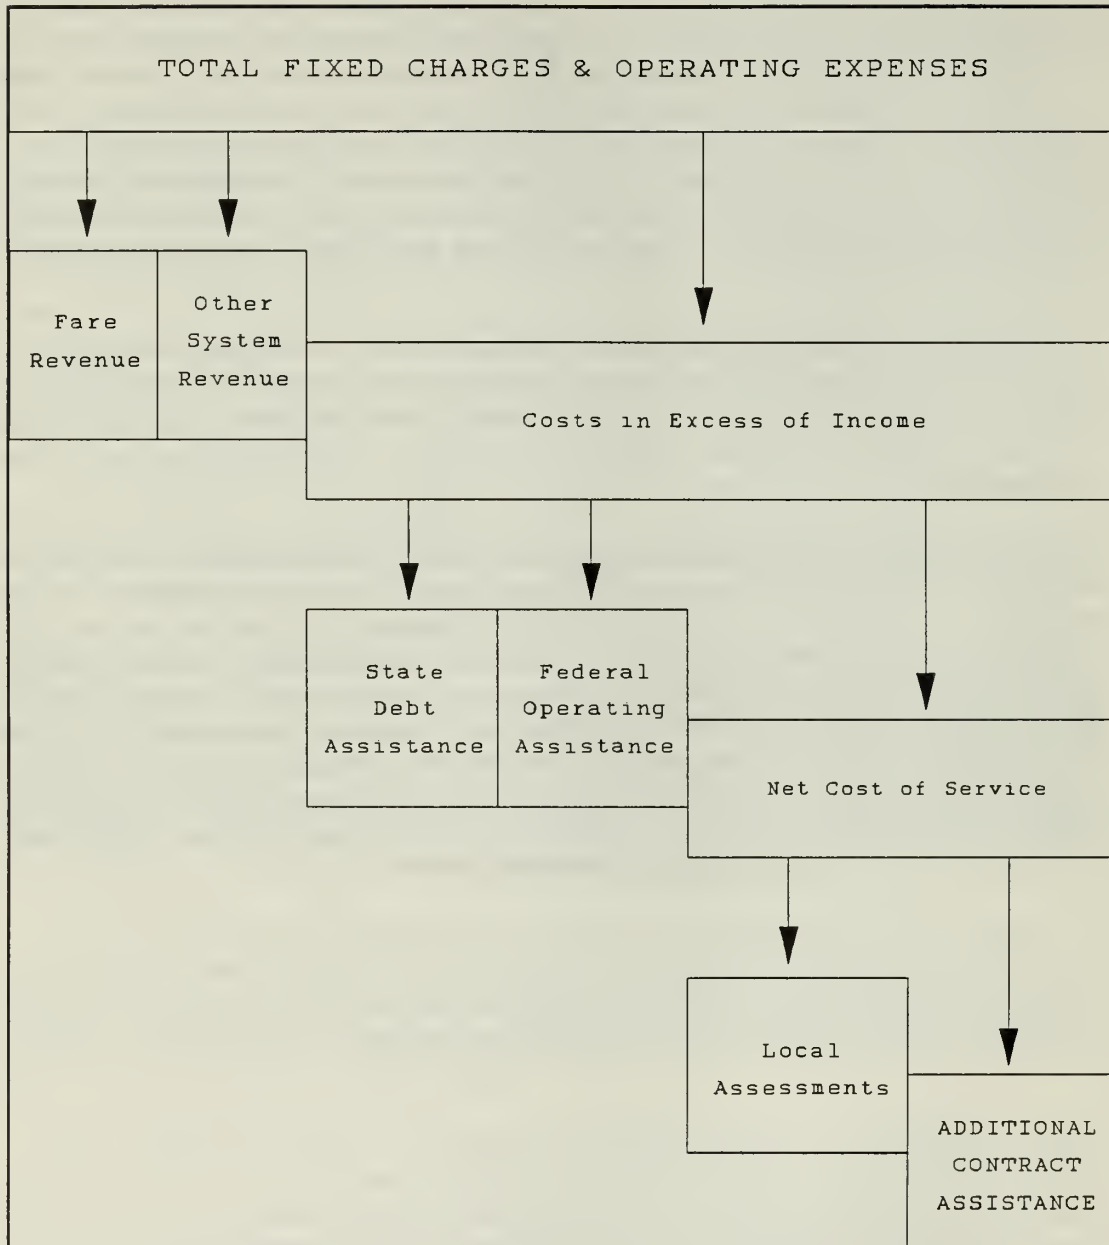 TOTAL FIXED CHARGES & OPERATING EXPENSES
Fare
Revenue
Other
System
Revenue
Costs in Excess of Income
State
Debt
Assistance
Federal
Operating
Assistance
Net Cost of Service
Local
Assessments
ADDITIONAL
CONTRACT
ASSISTANCE